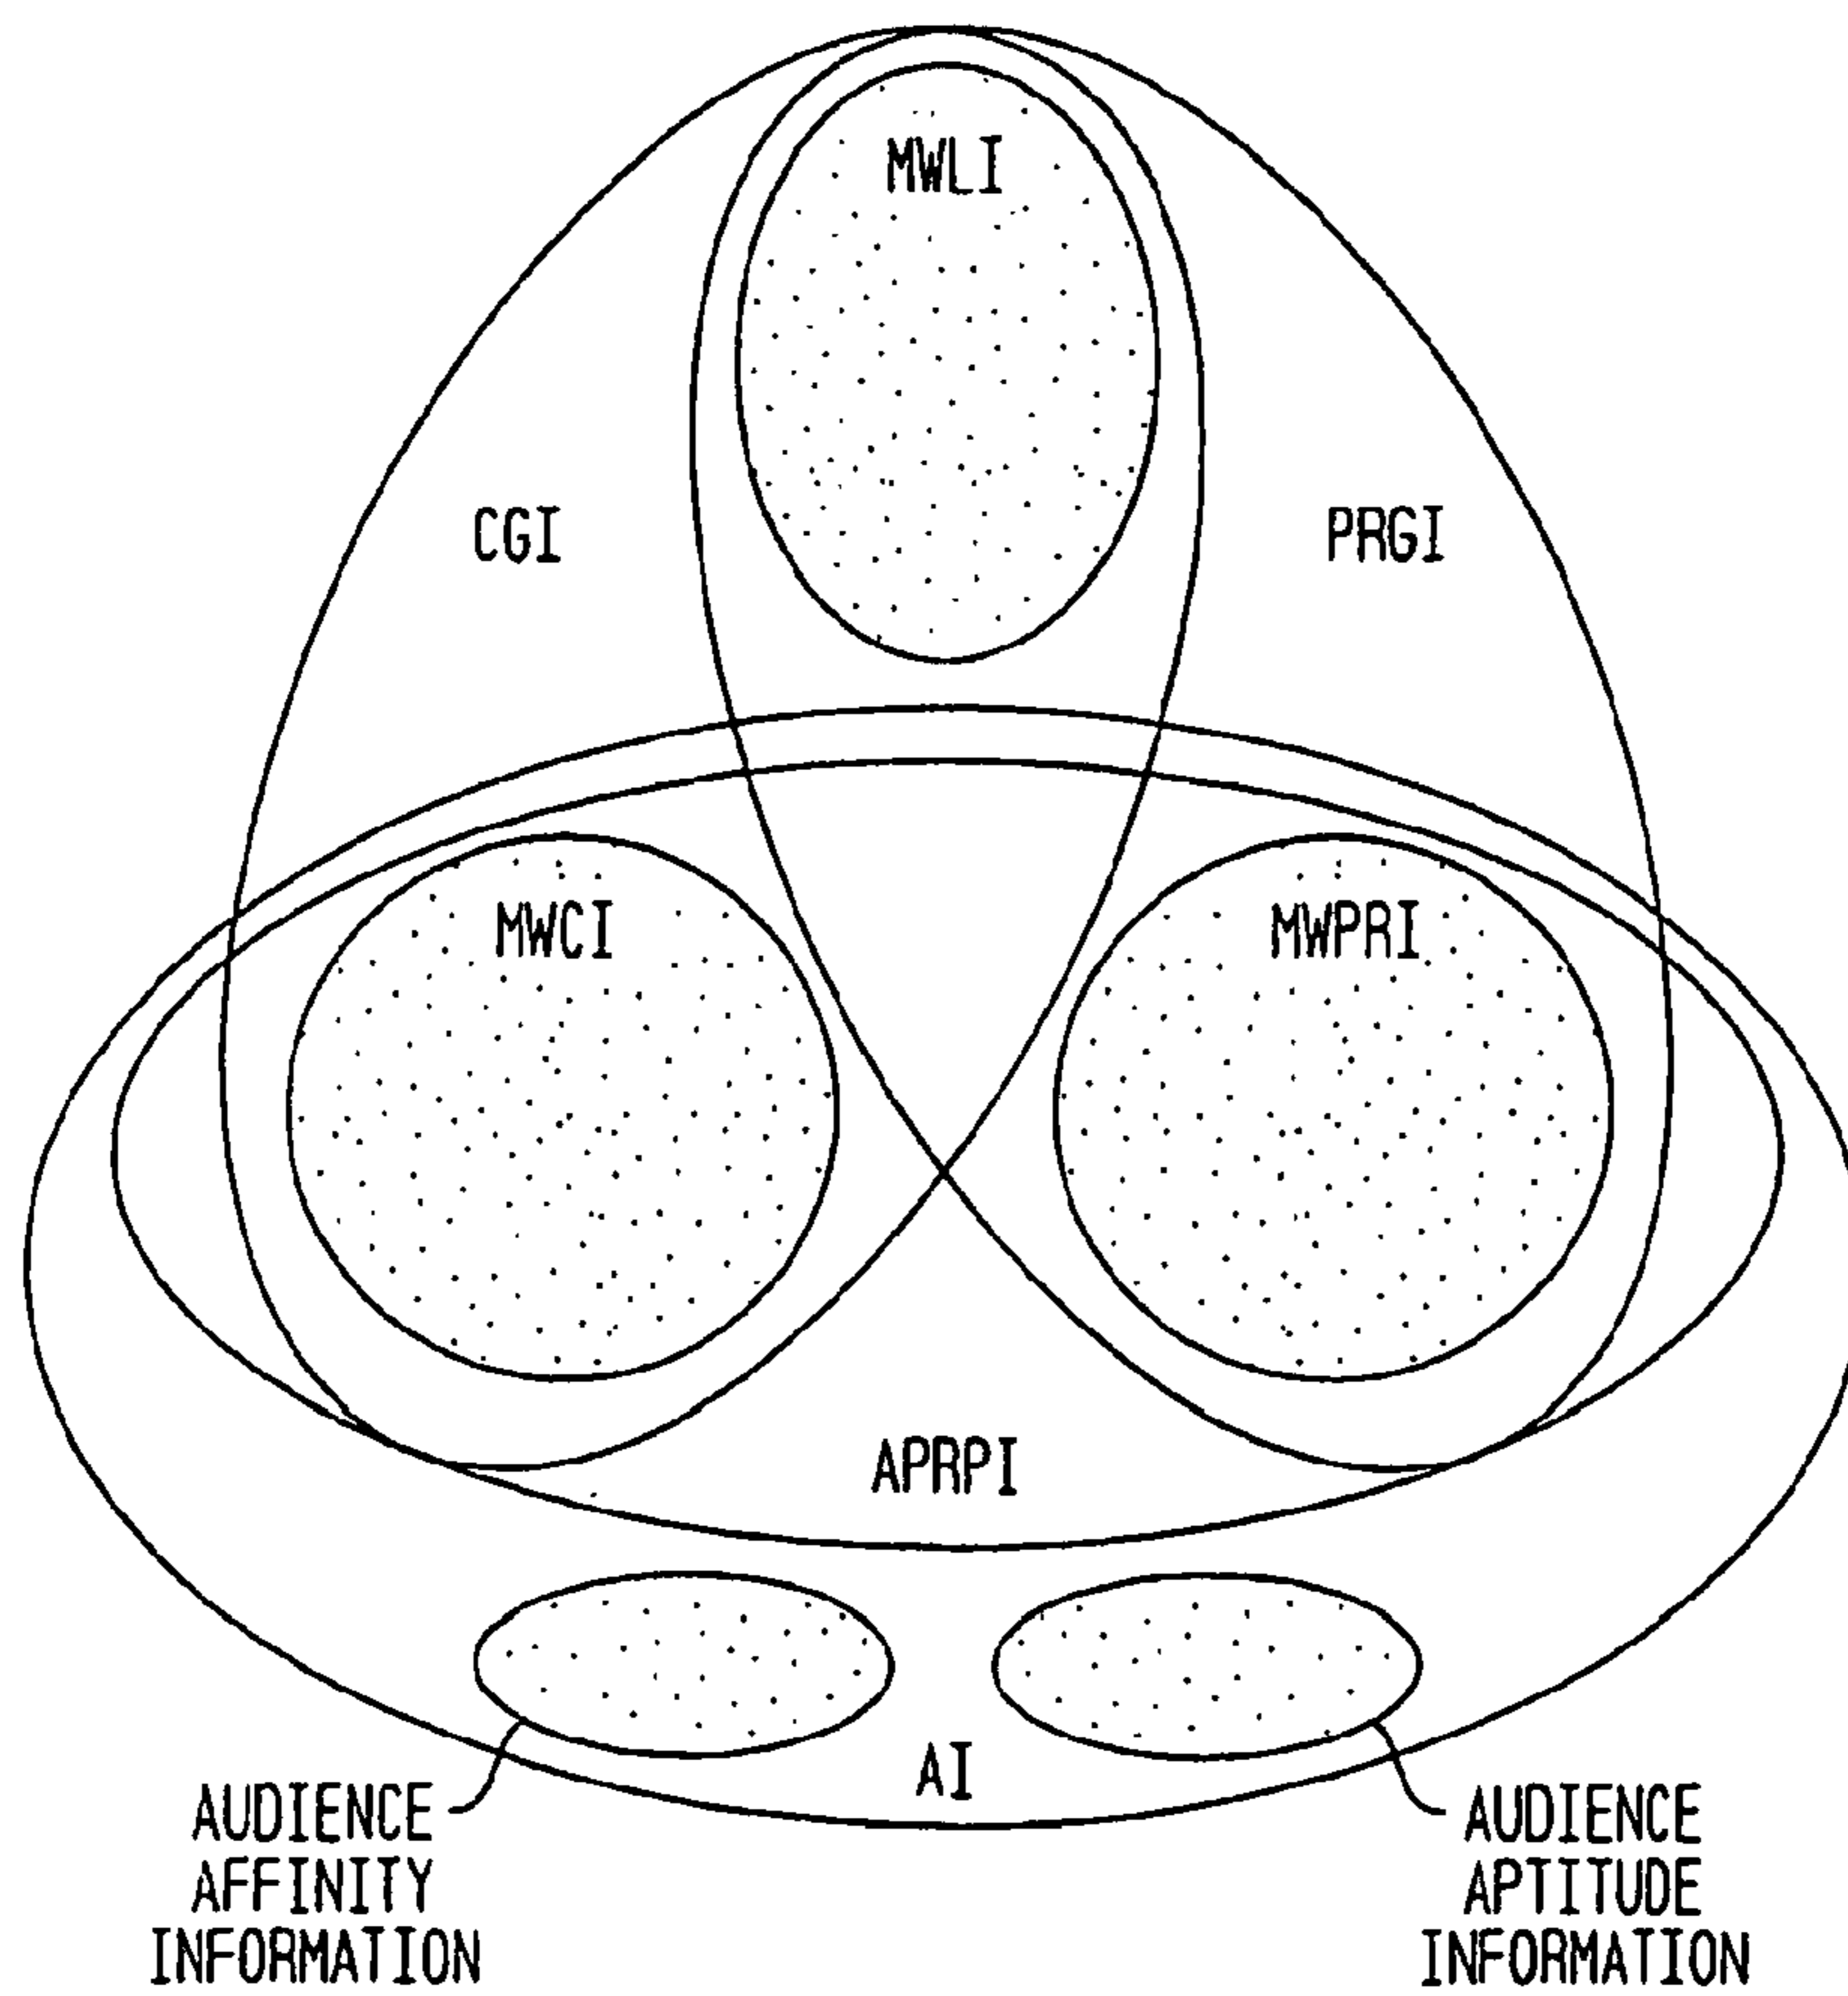 MWLI
CGI
PRGI
MWCI
MWPRI
APRPI
AI
AUDIENCE
AFFINITY
INFORMATION
AUDIENCE
APTITUDE
INFORMATION